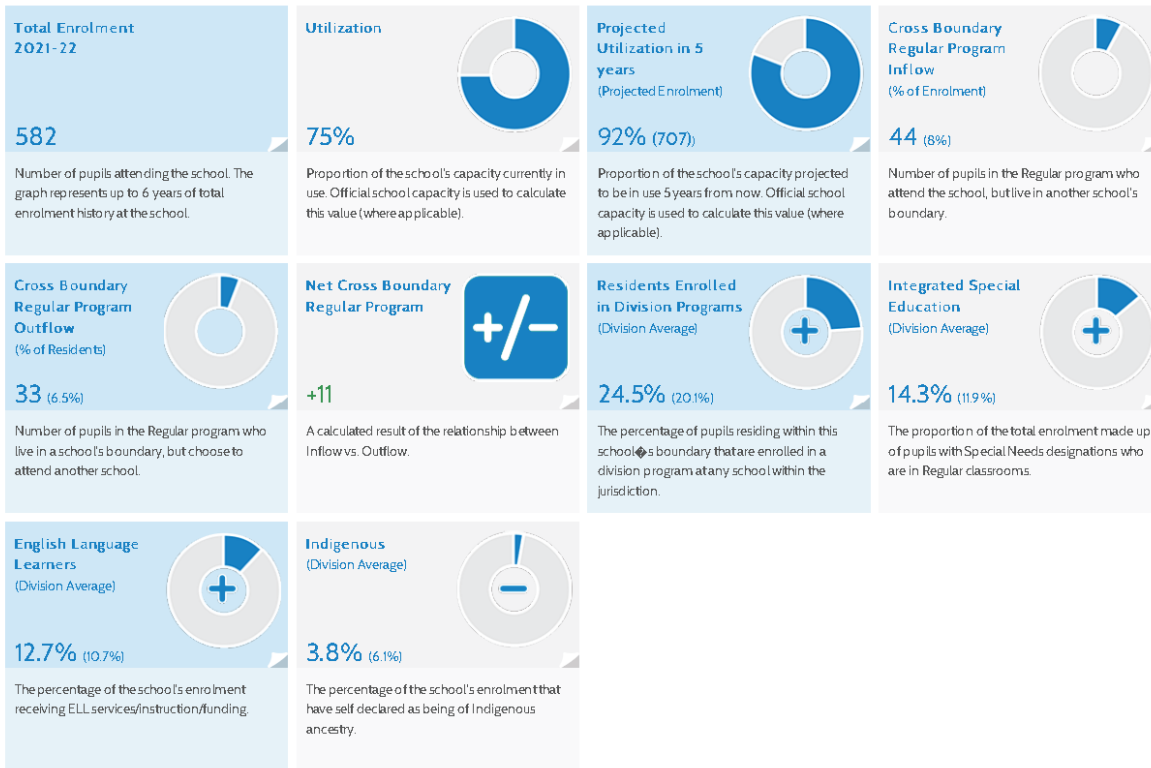 Total Enrolment
2021-22
582
Number of pupils attending the school. The
graph represents up to 6 years of total
enrolment history at the school.
Utilization
75%
Proportion of the school's capacity currently in
use. Official school capacity is used to calculate
this value (where applicable).
Projected
Utilization in 5
years
(Projected Enrolment)
92% (707))
Proportion of the school's capacity projected
to be in use 5 years from now. Official school
capacity is used to calculate this value (where
applicable).
Cross Boundary
Regular Program
Inflow
(% of Enrolment)
44 (8%)
Number of pupils in the Regular program who
attend the school, but live in another school's
boundary.
Cross Boundary
Regular Program
Outflow
(% of Residents)
33 (6.5%)
Number of pupils in the Regular program who
live in a school's boundary, but choose to
attend another school.
Net Cross Boundary
Regular Program
+/−
+11
A calculated result of the relationship between
Inflow vs. Outflow.
Residents Enrolled
in Division Programs
(Division Average)
+
24.5% (20.1%)
The percentage of pupils residing within this
school�s boundary that are enrolled in a
division program at any school within the
jurisdiction.
Integrated Special
Education
(Division Average)
+
14.3% (11.9%)
The proportion of the total enrolment made up
of pupils with Special Needs designations who
are in Regular classrooms.
English Language
Learners
(Division Average)
+
12.7% (10.7%)
The percentage of the school's enrolment
receiving ELL services/instruction/funding.
Indigenous
(Division Average)
−
3.8% (6.1%)
The percentage of the school's enrolment that
have self declared as being of Indigenous
ancestry.